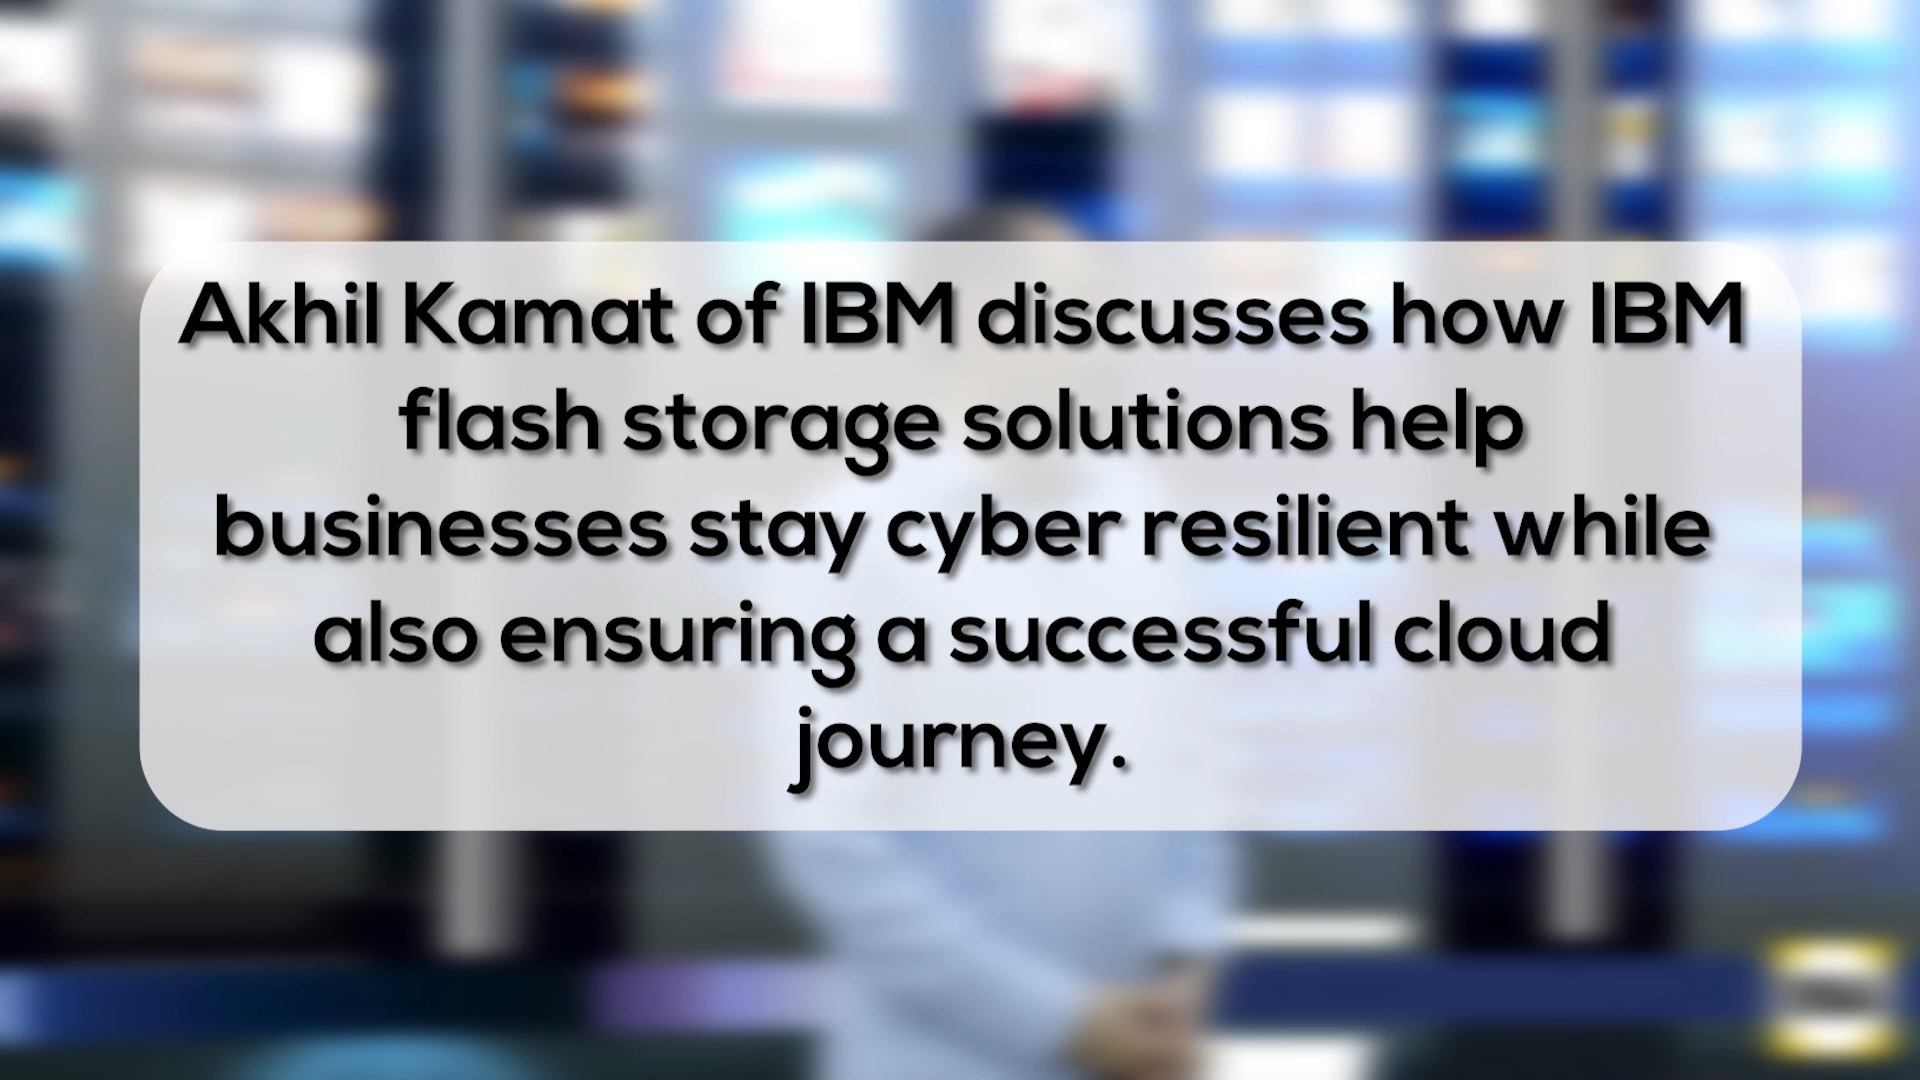 Akhil Kamat of IBM discusses how IBM
flash storage solutions help
businesses stay cyber resilient while
also ensuring a successful cloud
journey.